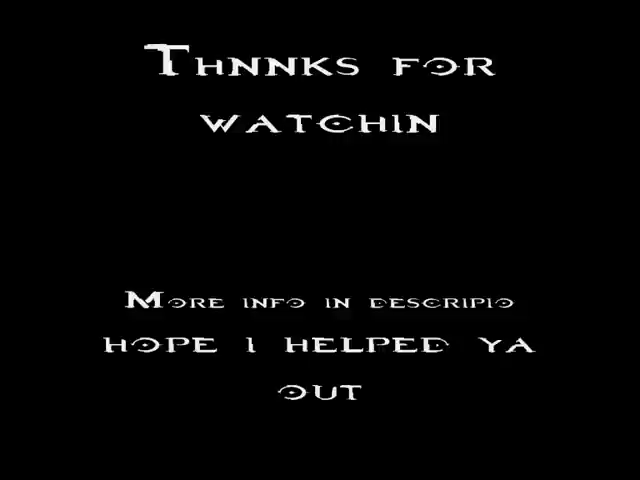 Thnnks for
watchin
More info in descripio
hope i helped ya
out